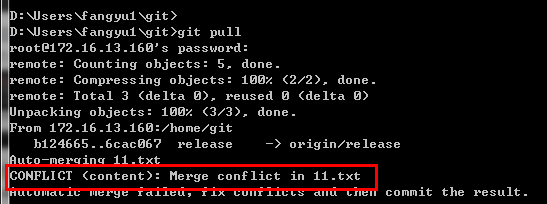 D:\Users\fangyu1\git>
D:\Users\fangyu1\git>git pull
root@172.16.13.160's password:
remote: Counting objects: 5, done.
remote: Compressing objects: 100% (2/2), done.
remote: Total 3 (delta 0), reused 0 (delta 0)
Unpacking objects: 100% (3/3), done.
From 172.16.13.160:/home/git
   b124665..6cac067  release    -> origin/release
Auto-merging 11.txt
CONFLICT (content): Merge conflict in 11.txt
Automatic merge failed, fix conflicts and then commit the result.